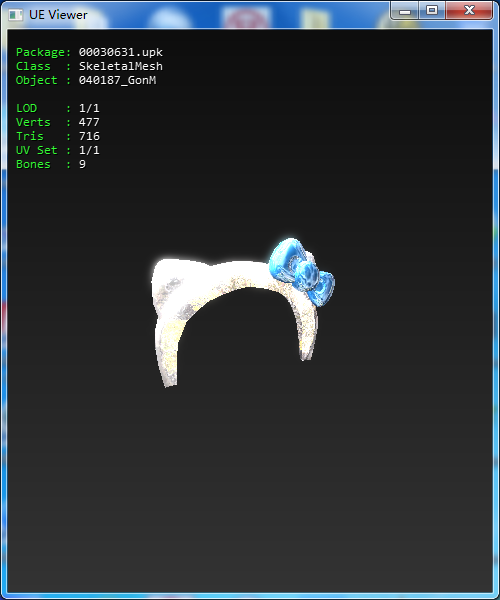 UE Viewer
Package: 00030631.upk
Class : SkeletalMesh
Object : 040187_GonM
LOD : 1/1
Verts : 477
Tris : 716
UV Set : 1/1
Bones : 9